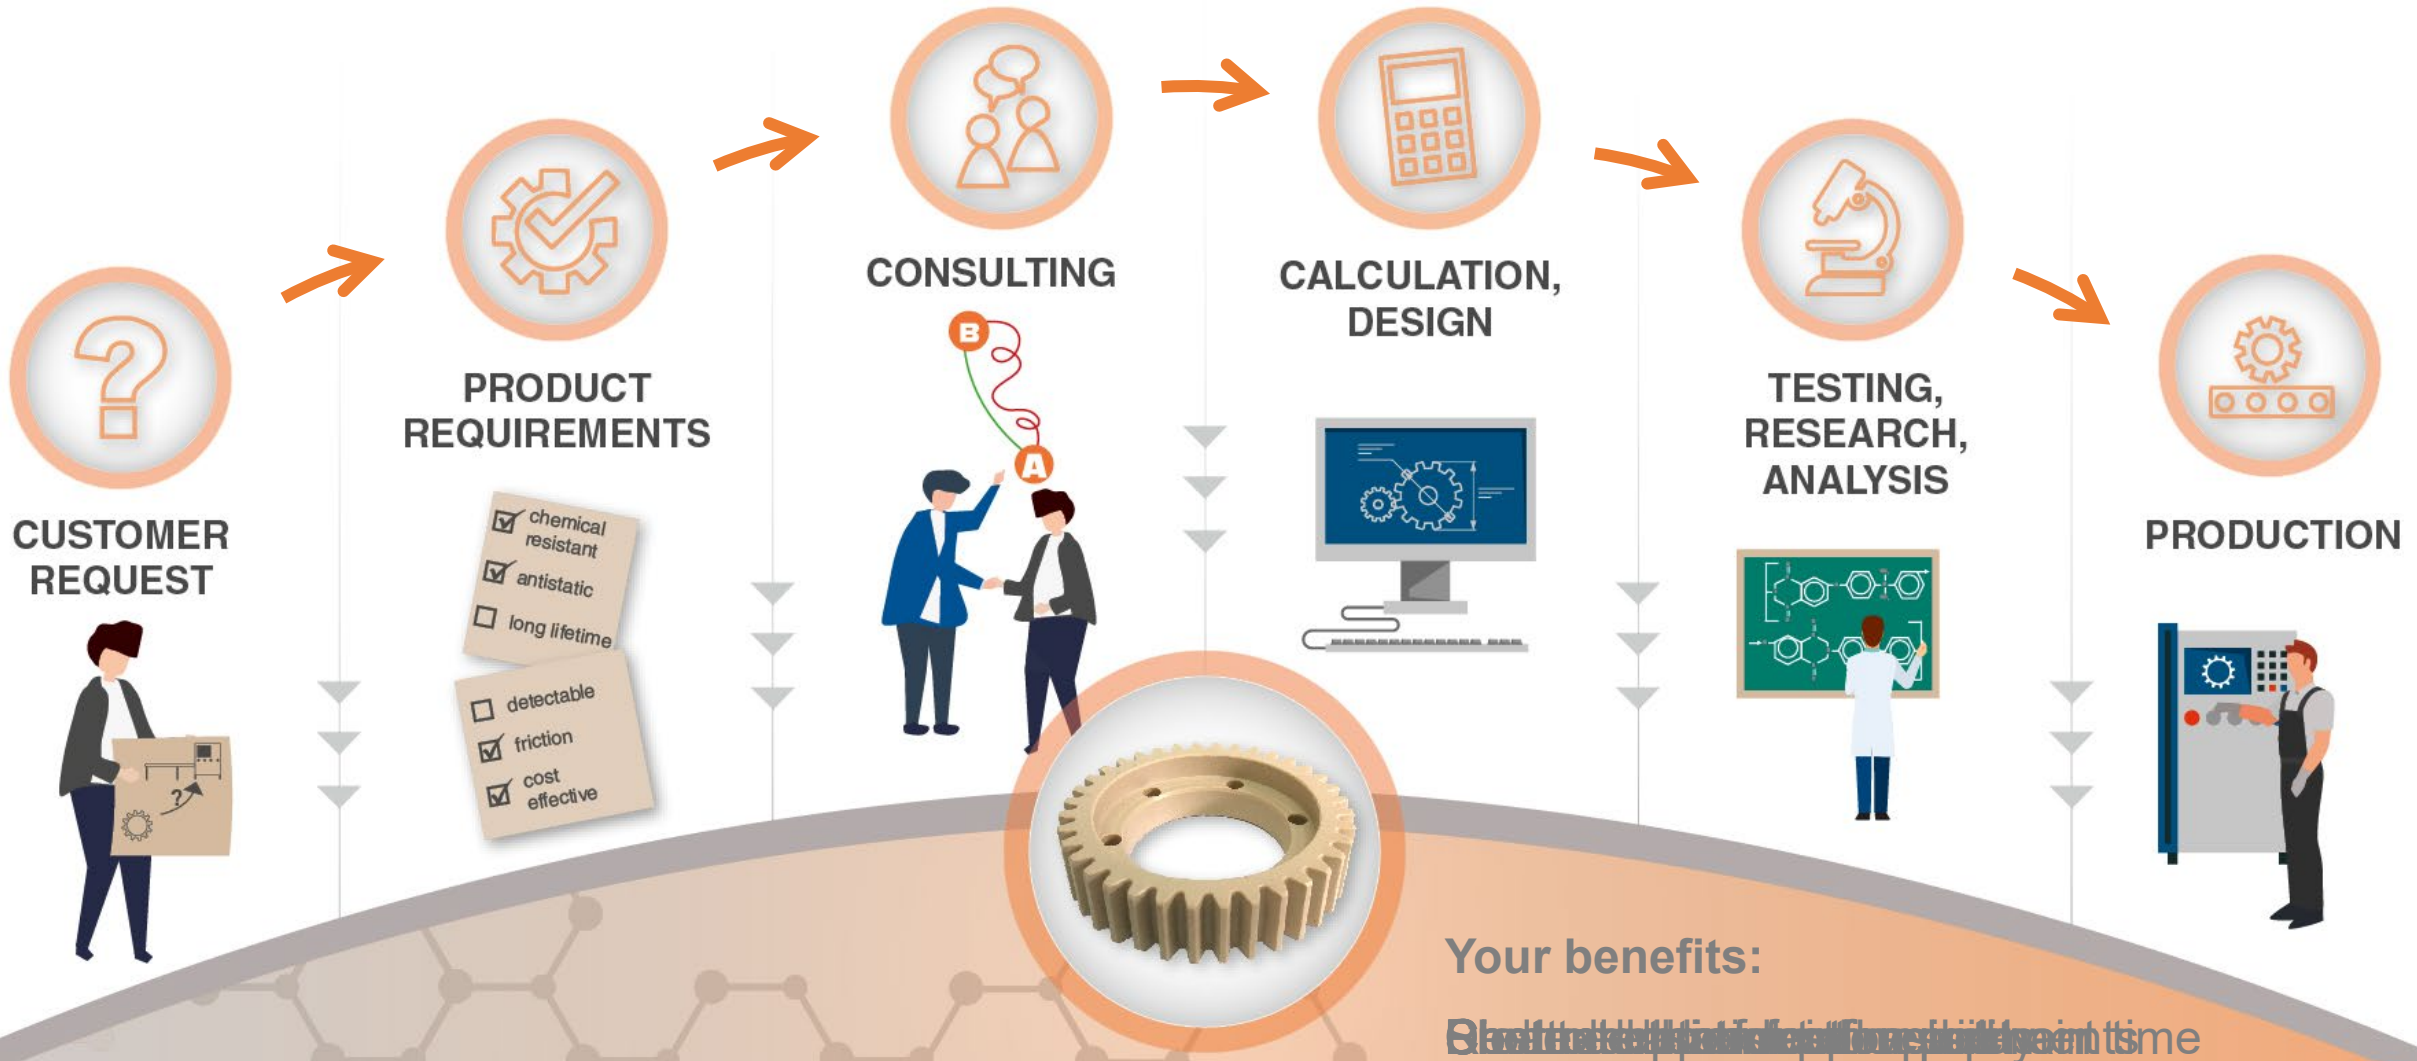 CUSTOMER
REQUEST
?
PRODUCT
REQUIREMENTS
chemical
resistant
antistatic
long lifetime
detectable
friction
cost
effective
CONSULTING
B
A
CALCULATION,
DESIGN
TESTING,
RESEARCH,
ANALYSIS
PRODUCTION
Your benefits:
time